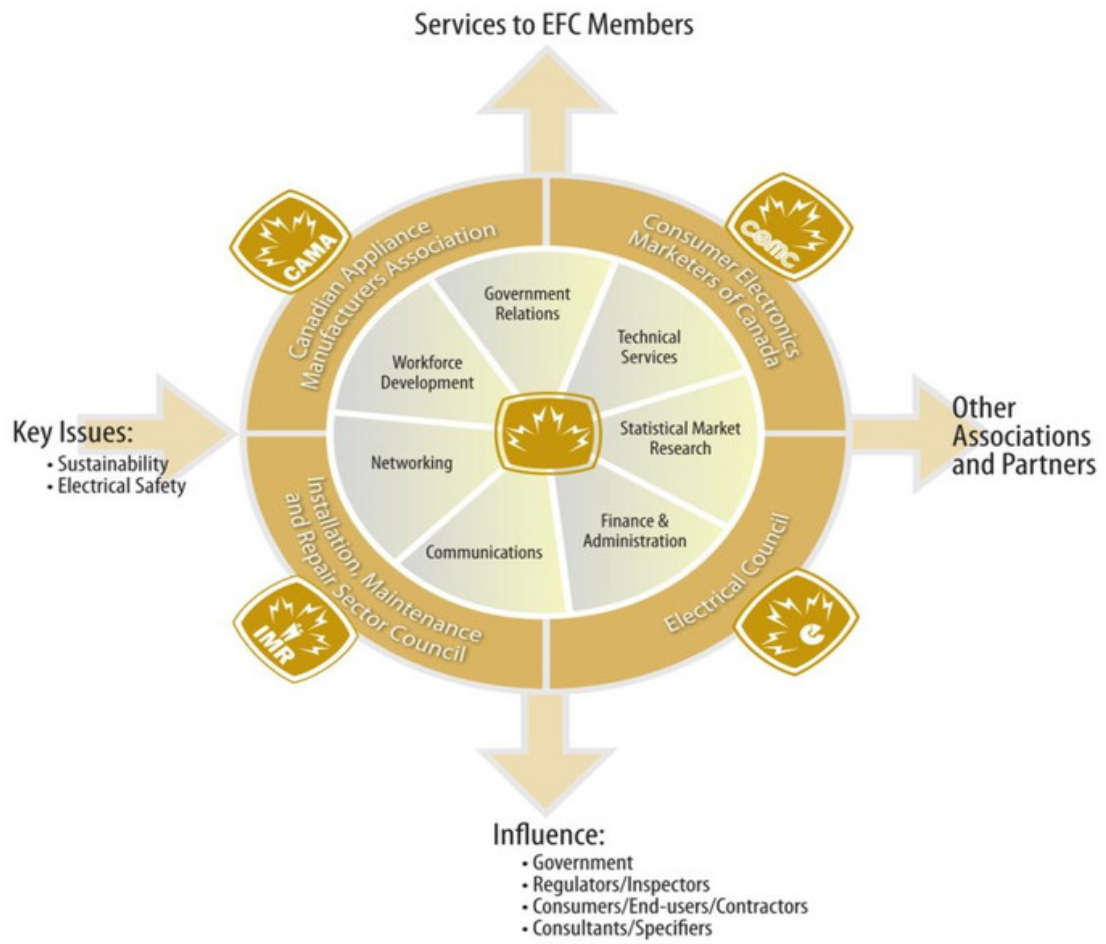 Services to EFC Members
CAMA
Canadian Appliance
Manufacturers Association
Consumer Electronics
Marketers of Canada
CEMC
Government
Relations
Technical
Services
Workforce
Development
Statistical Market
Research
Networking
Finance &
Administration
Communications
Key Issues:
• Sustainability
• Electrical Safety
Other
Associations
and Partners
Installation, Maintenance
and Repair Sector Council
IMR
Electrical Council
e
Influence:
• Government
• Regulators/Inspectors
• Consumers/End-users/Contractors
• Consultants/Specifiers